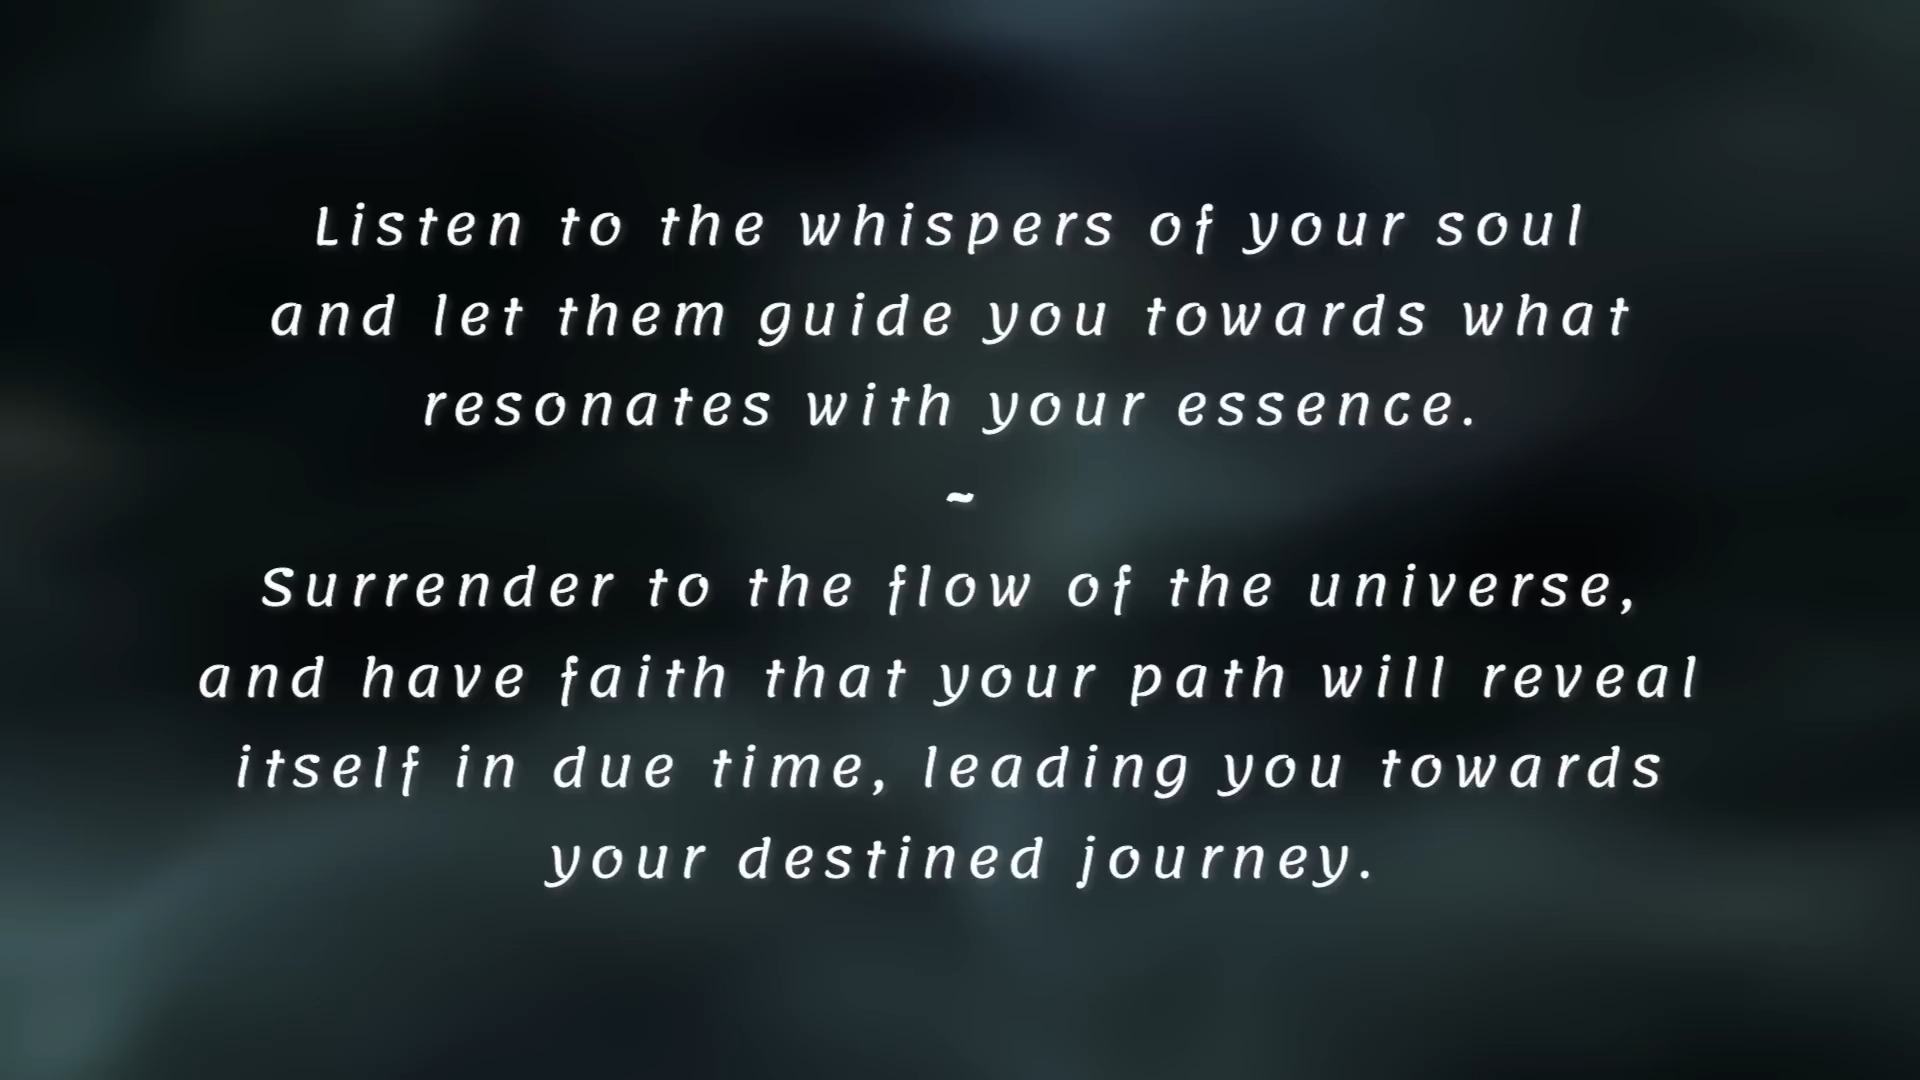 Listen to the whispers of your soul
and let them guide you towards what
resonates with your essence.
~
Surrender to the flow of the universe,
and have faith that your path will reveal
itself in due time, leading you towards
your destined journey.